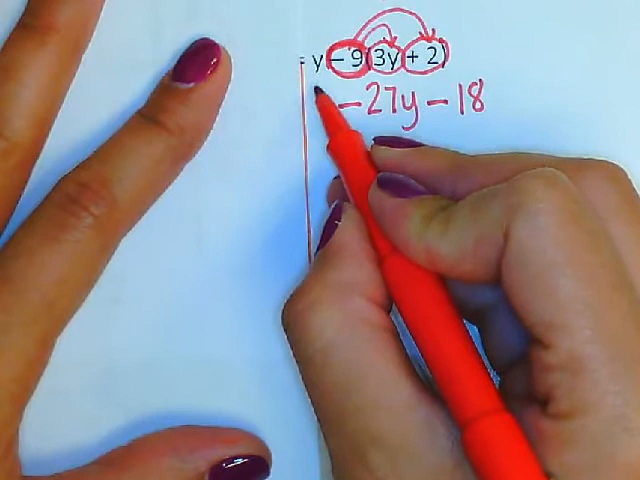 y - 9(3y + 2)
- 27y - 18